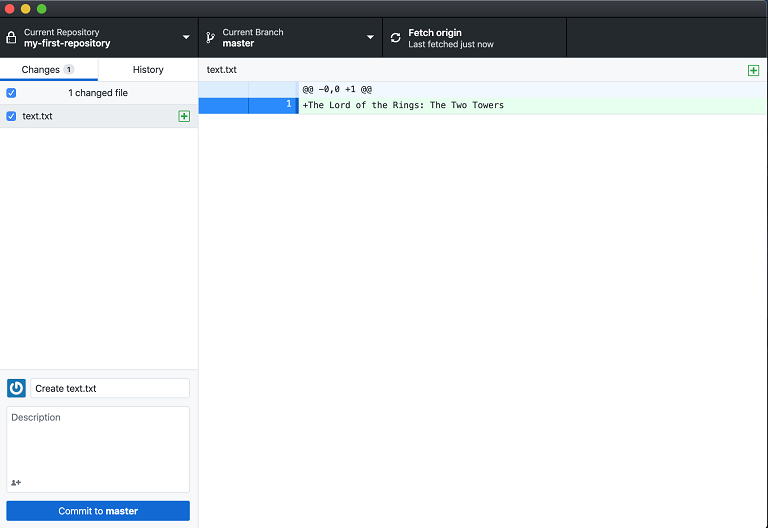 Current Repository
my-first-repository
Current Branch
master
Fetch origin
Last fetched just now
Changes 1
History
1 changed file
text.txt
text.txt
@@ -0,0 +1 @@
1 +The Lord of the Rings: The Two Towers
Create text.txt
Description
Commit to master